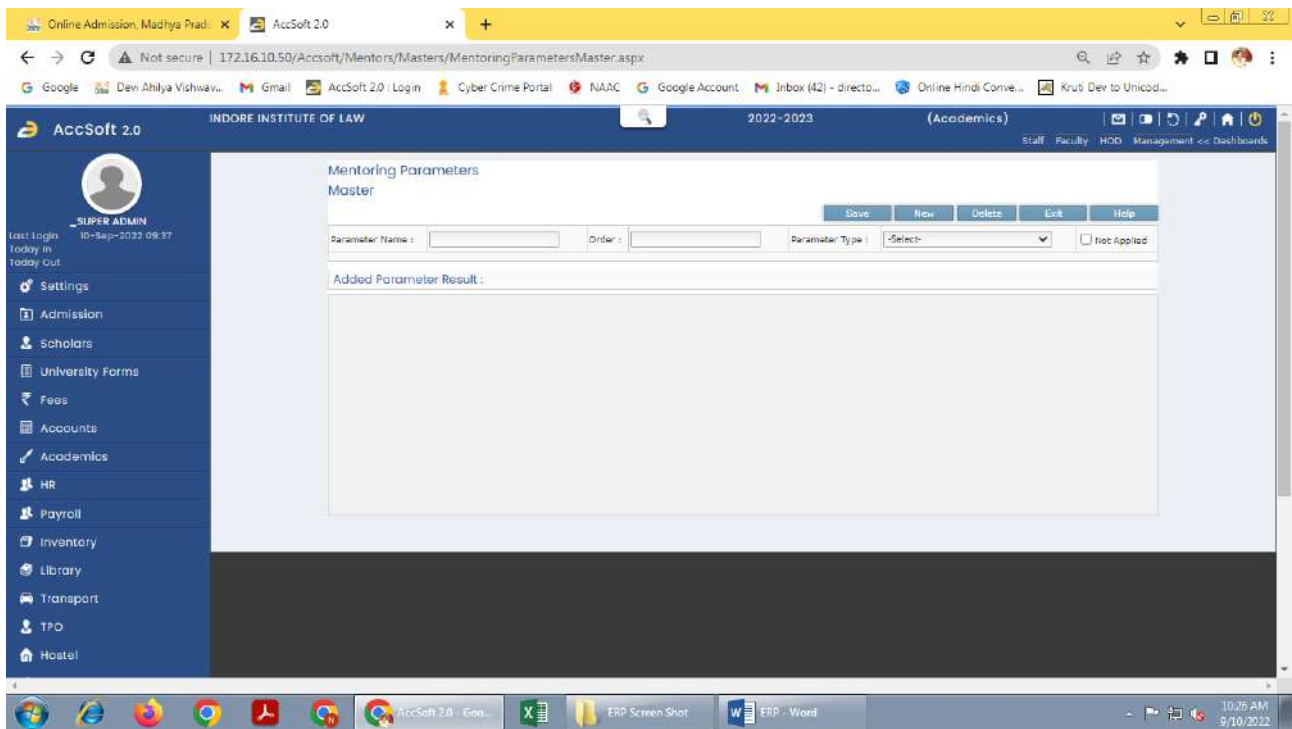 Online Admission, Madhya Prad
AccSoft 2.0
Not secure | 172.16.10.50/Accsoft/Mentors/Masters/MentoringParametersMaster.aspx
Google Devi Ahilya Vishwav... Gmail AccSoft 2.0 : Login Cyber Crime Portal NAAC Google Account Inbox (42) - directo... Online Hindi Conve... Kruti Dev to Unicod...
AccSoft 2.0
INDORE INSTITUTE OF LAW 2022-2023 (Academics)
Staff Faculty HOD Management << Dashboards
_SUPER ADMIN
Last Login 10-Sep-2022 09:37
Today In
Today Out
Settings
Admission
Scholars
University Forms
₹ Fees
Accounts
Academics
HR
Payroll
Inventory
Library
Transport
TPO
Hostel
Mentoring Parameters
Master
Save New Delete Exit Help
Parameter Name : Order : Parameter Type : -Select- Not Applied
Added Parameter Result :
AccSoft 2.0 - Goo... ERP Screen Shot ERP - Word
10:26 AM
9/10/2022